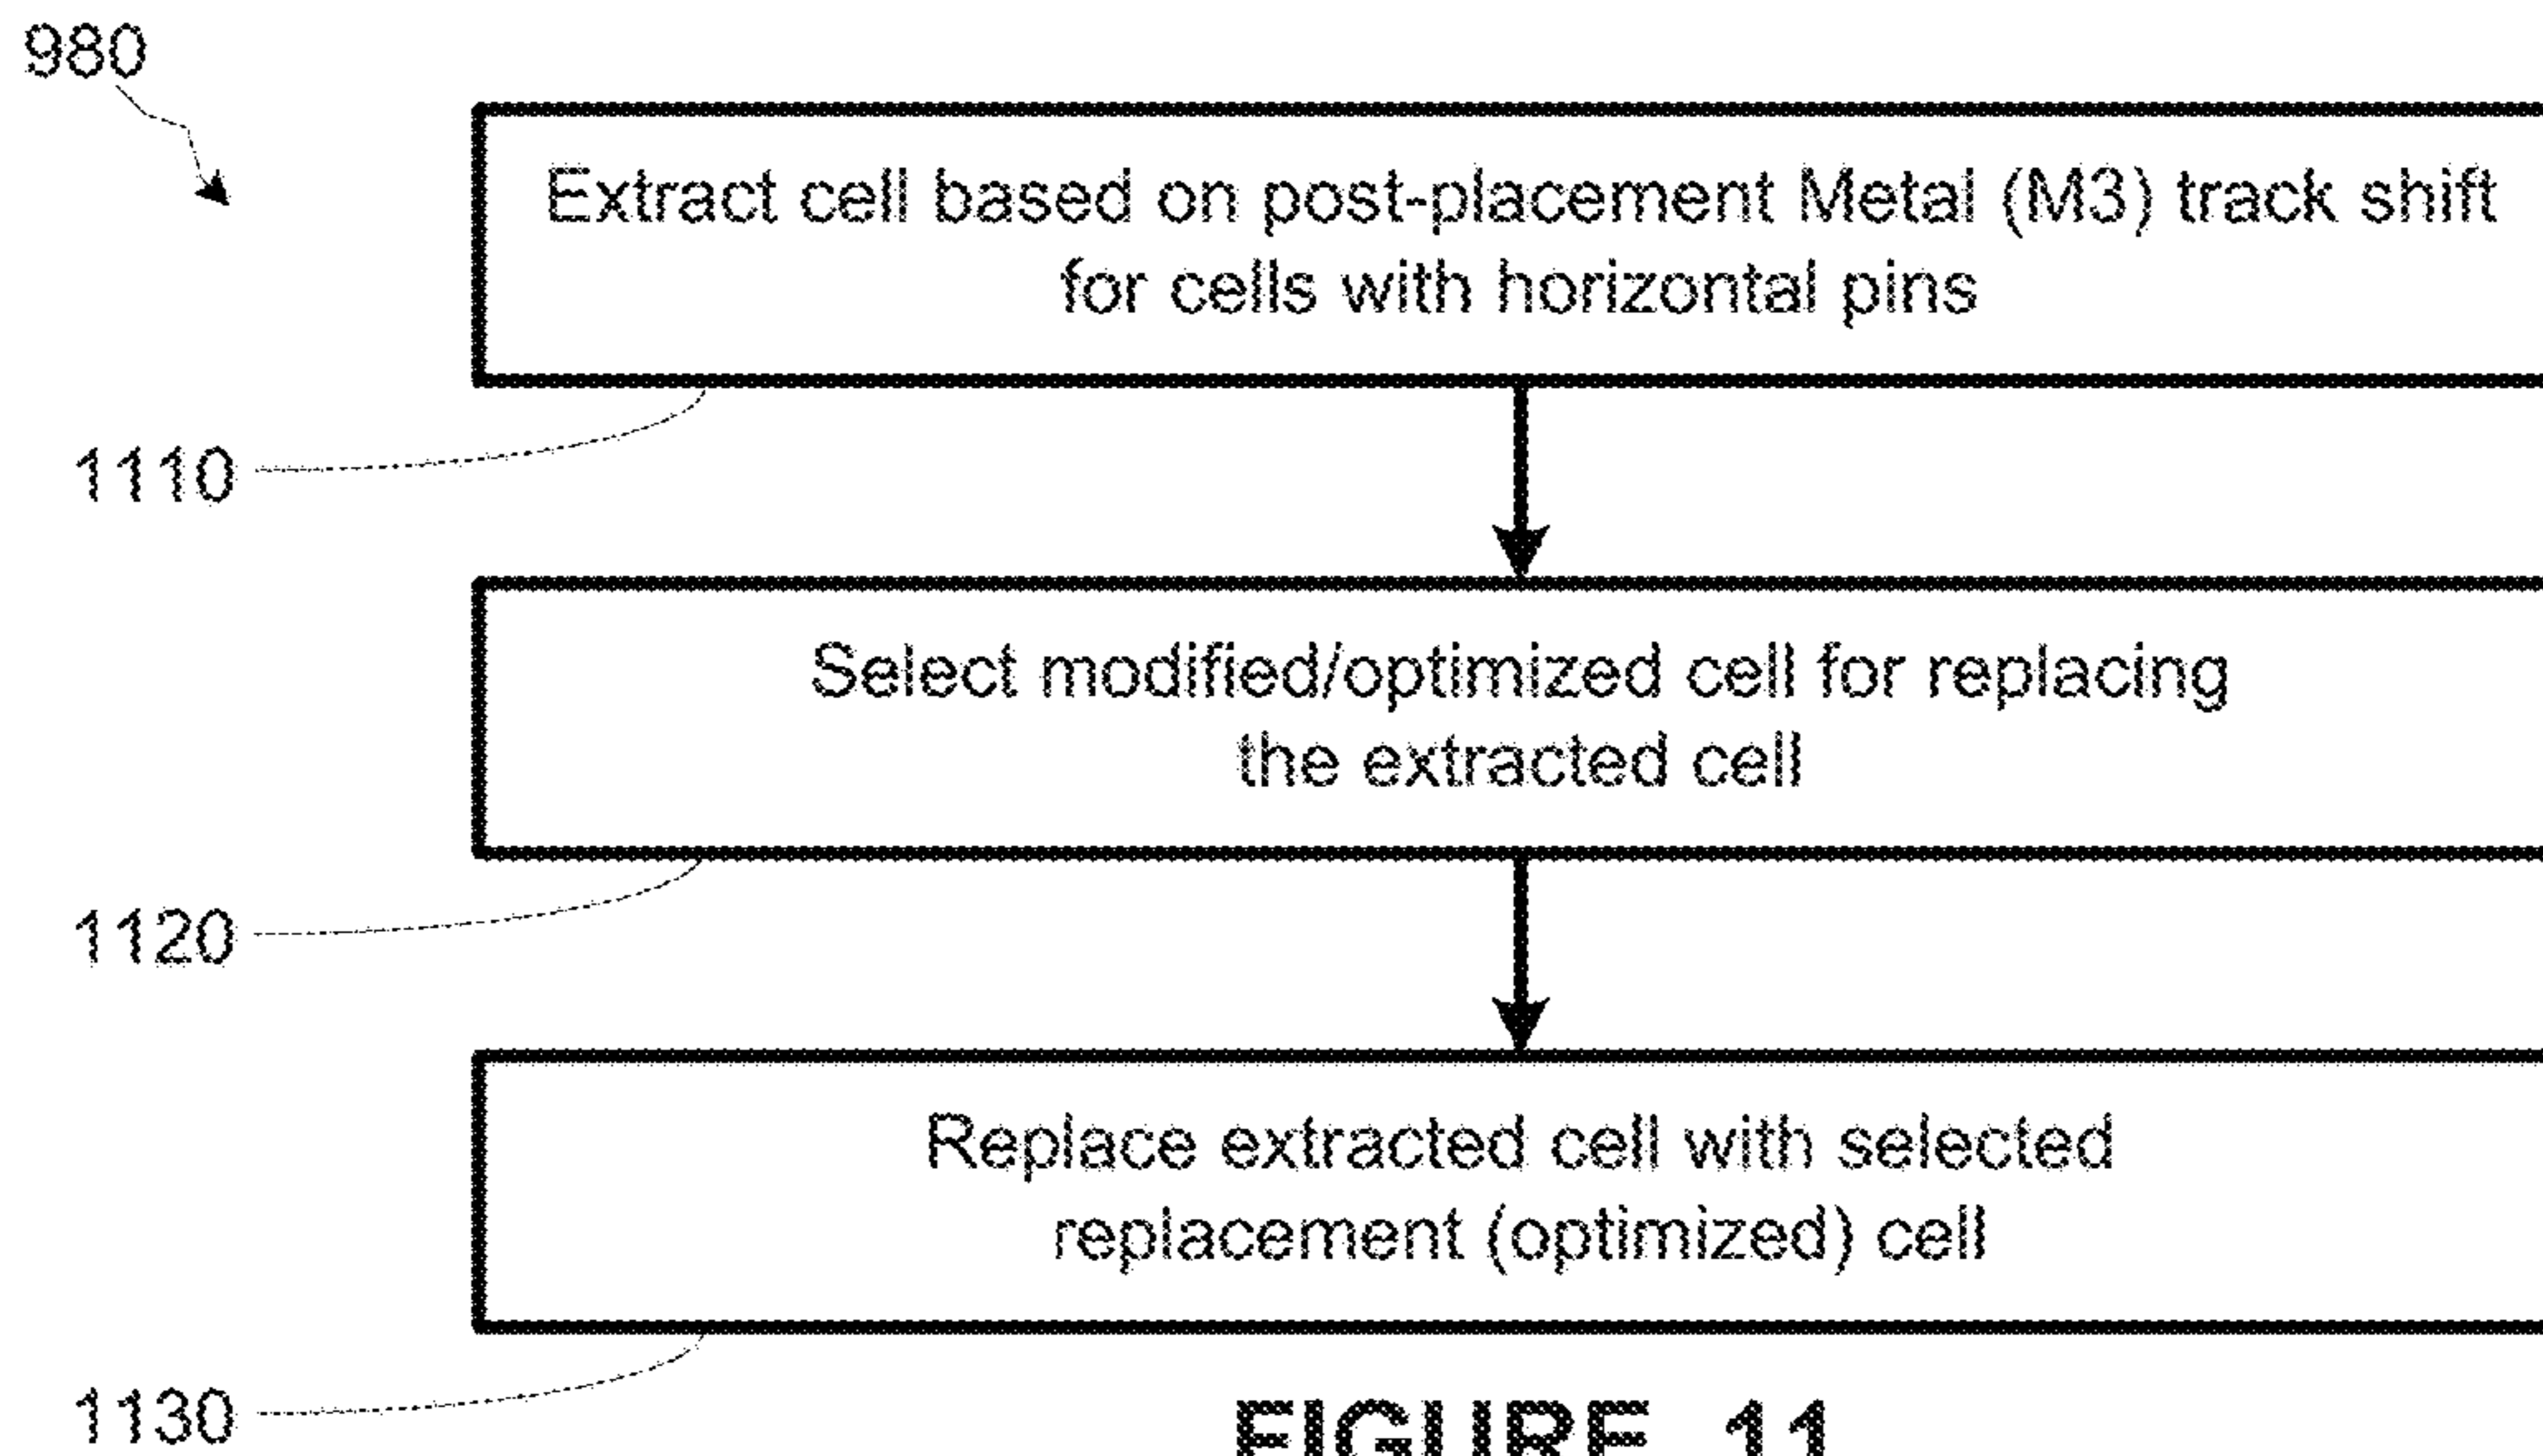 980
Extract cell based on post-placement Metal (M3) track shift
for cells with horizontal pins
1110
Select modified/optimized cell for replacing
the extracted cell
1120
Replace extracted cell with selected
replacement (optimized) cell
1130
FIGURE 11